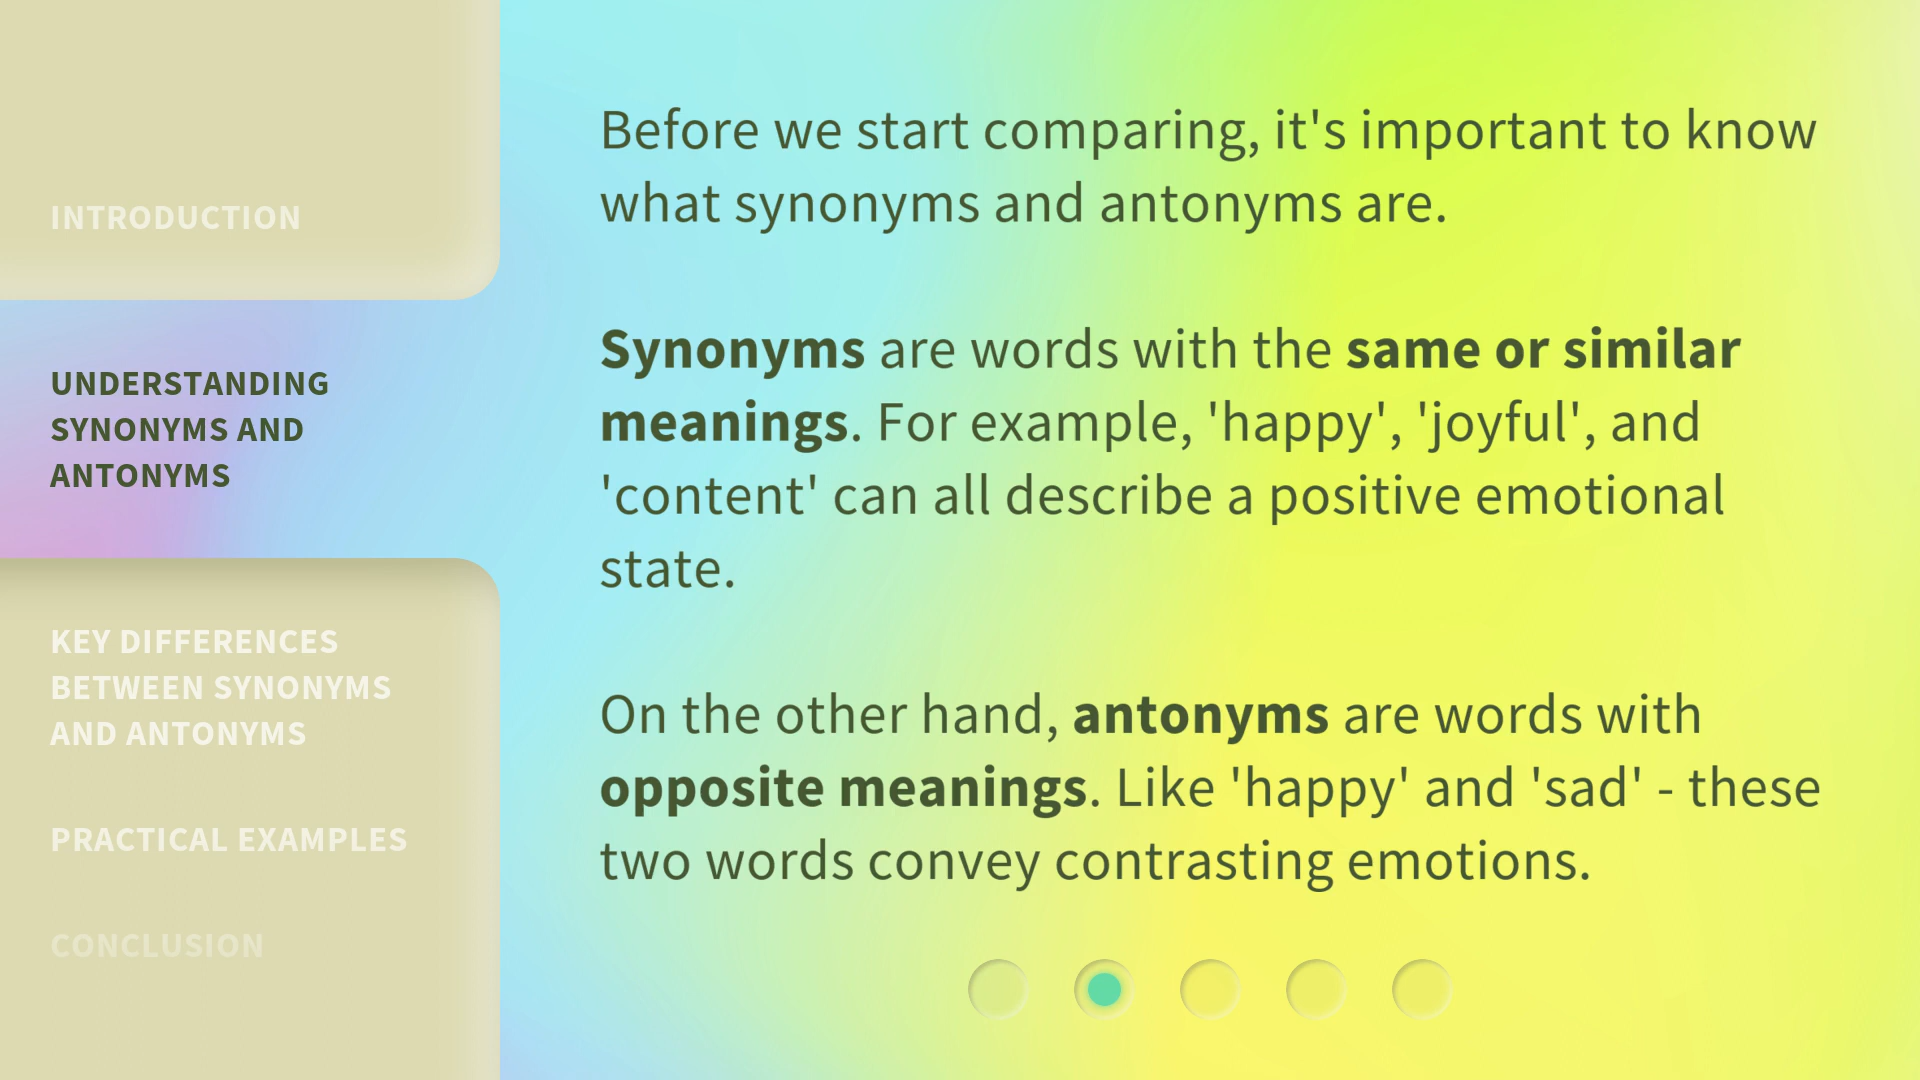 INTRODUCTION
UNDERSTANDING
SYNONYMS AND
ANTONYMS
KEY DIFFERENCES
BETWEEN SYNONYMS
AND ANTONYMS
PRACTICAL EXAMPLES
CONCLUSION
Before we start comparing, it's important to know
what synonyms and antonyms are.
Synonyms are words with the same or similar
meanings. For example, 'happy', 'joyful', and
'content' can all describe a positive emotional
state.
On the other hand, antonyms are words with
opposite meanings. Like 'happy' and 'sad' - these
two words convey contrasting emotions.